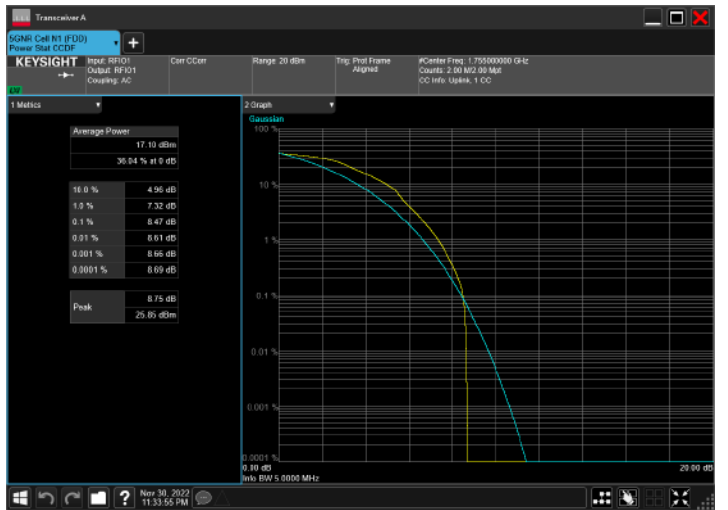 Transceiver A
5GNR Cell N1 (FDD)
Power Stat CCDF
KEYSIGHT
Input: RFIO1
Output: RFIO1
Coupling: AC
Corr CCorr
Range: 20 dBm
Trig: Prot Frame
Aligned
#Center Freq: 1.755000000 GHz
Counts: 2.00 M/2.00 Mpt
CC Info: Uplink, 1 CC
1 Metrics
Average Power
17.10 dBm
36.04 % at 0 dB
10.0 % 4.96 dB
1.0 % 7.32 dB
0.1 % 8.47 dB
0.01 % 8.61 dB
0.001 % 8.66 dB
0.0001 % 8.69 dB
Peak
8.75 dB
25.85 dBm
2 Graph
Gaussian
100 %
10 %
1 %
0.1 %
0.01 %
0.001 %
0.0001 %
0.00 dB
20.00 dB
Info BW 5.0000 MHz
?
Nov 30, 2022
11:33:55 PM